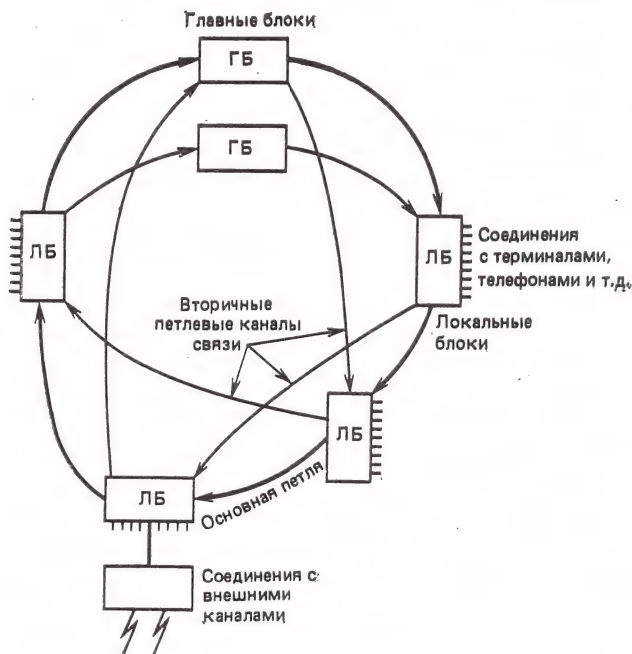 Главные блоки
ГБ
ГБ
ЛБ
ЛБ
Соединения
с терминалами,
телефонами и т.д.
Вторичные
петлевые каналы
связи
Локальные
блоки
ЛБ
ЛБ
Основная петля
Соединения с
внешними
каналами